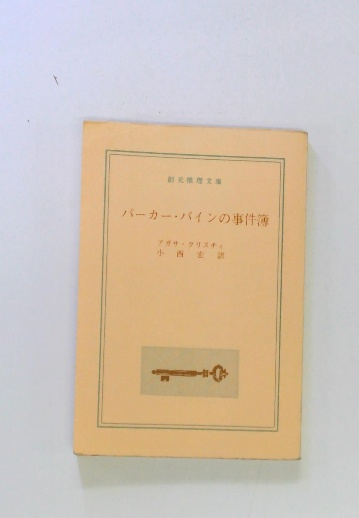 創元推理文庫
パーカー・パインの事件簿
アガサ・クリスチィ
小西宏訳